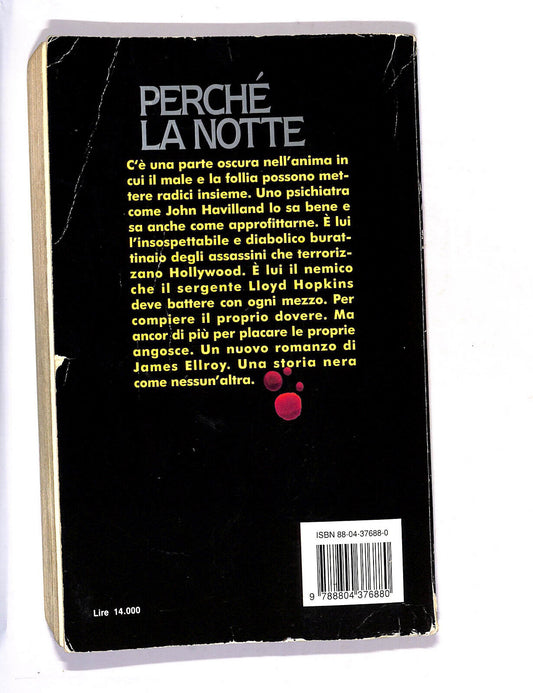 PERCHÉ
LA NOTTE
C'è una parte oscura nell'anima in
cui il male e la follia possono met-
tere radici insieme. Uno psichiatra
come John Havilland lo sa bene e
sa anche come approfittarne. È lui
l'insospettabile e diabolico burat-
tinaio degli assassini che terroriz-
zano Hollywood. È lui il nemico
che il sergente Lloyd Hopkins
deve battere con ogni mezzo. Per
compiere il proprio dovere. Ma
ancor di più per placare le proprie
angosce. Un nuovo romanzo di
James Ellroy. Una storia nera
come nessun'altra.
ISBN 88-04-37688-0
9 788804 376880
Lire 14.000